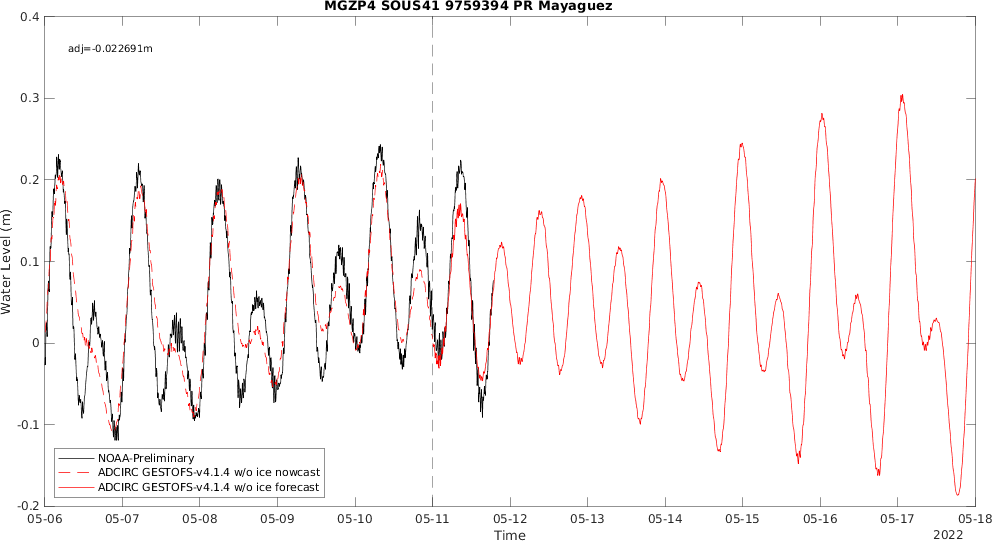 MGZP4 SOUS41 9759394 PR Mayaguez
0.4
adj=-0.022691m
0.3
0.2
0.1
0
-0.1
-0.2
Water Level (m)
NOAA-Preliminary
ADCIRC GESTOFS-v4.1.4 w/o ice nowcast
ADCIRC GESTOFS-v4.1.4 w/o ice forecast
05-06 05-07 05-08 05-09 05-10 05-11 05-12 05-13 05-14 05-15 05-16 05-17 05-18
Time
2022